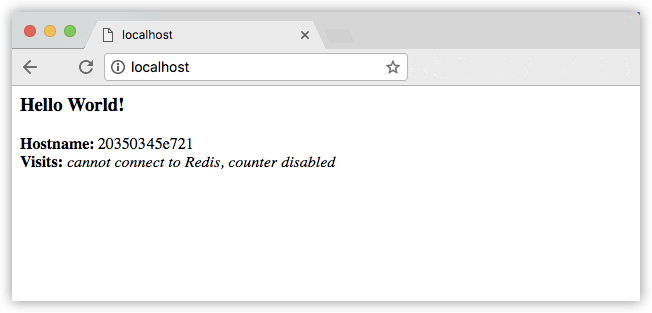 localhost
localhost
Hello World!
Hostname: 20350345e721
Visits: cannot connect to Redis, counter disabled